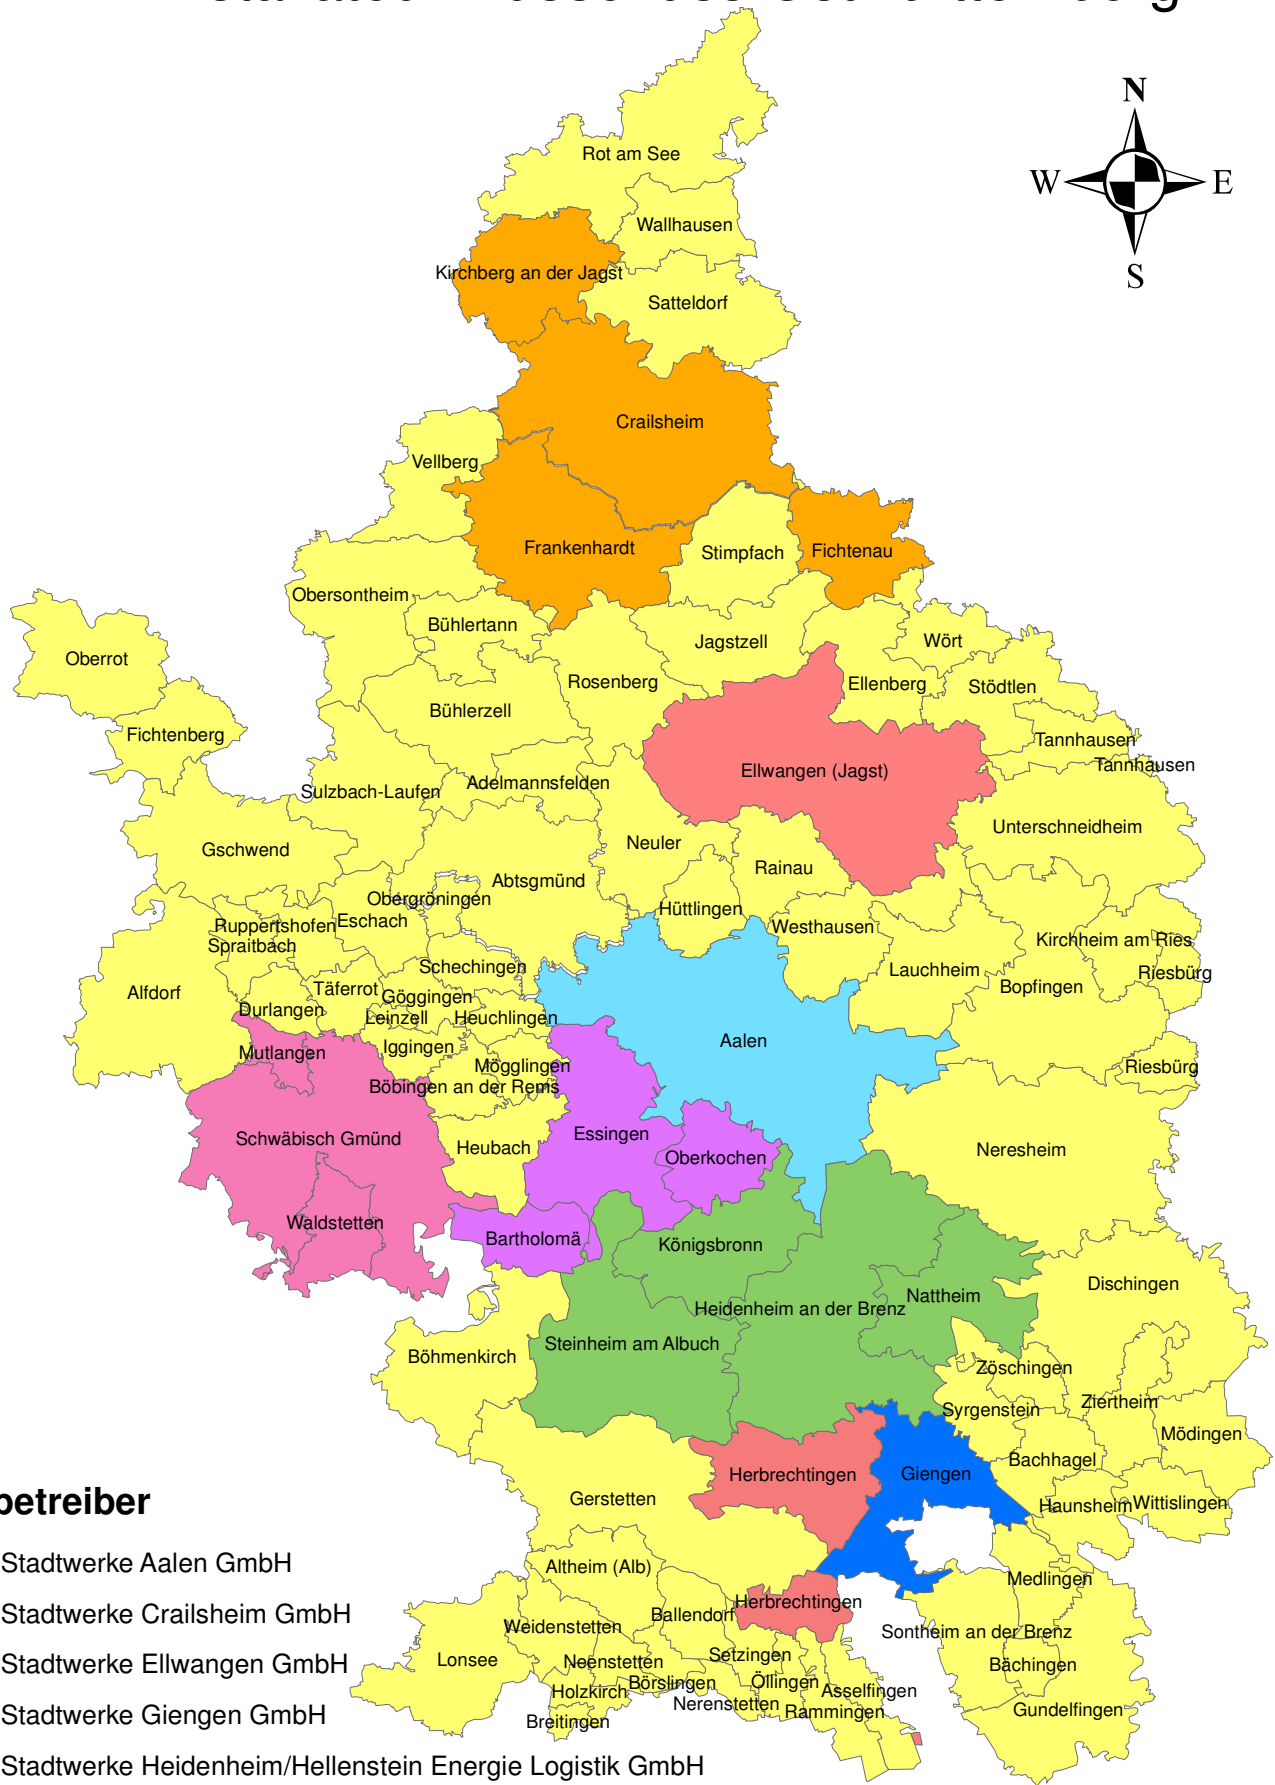 N
W E
S
Rot am See
Wallhausen
Kirchberg an der Jagst
Satteldorf
Crailsheim
Vellberg
Frankenhardt
Stimpfach
Fichtenau
Obersontheim
Bühlertann
Jagstzell
Wört
Oberrot
Rosenberg
Ellenberg
Stödtlen
Bühlerzell
Fichtenberg
Tannhausen
Tannhausen
Ellwangen (Jagst)
Adelmannsfelden
Sulzbach-Laufen
Unterschneidheim
Neuler
Gschwend
Rainau
Abtsgmünd
Obergröningen
Hüttlingen
Eschach
Ruppertshofen
Westhausen
Spraitbach
Kirchheim am Ries
Schechingen
Lauchheim
Riesbürg
Täferrot
Bopfingen
Alfdorf
Göggingen
Durlangen
Leinzell
Heuchlingen
Aalen
Iggingen
Mutlangen
Mögglingen
Riesbürg
Böbingen an der Rems
Essingen
Schwäbisch Gmünd
Heubach
Neresheim
Oberkochen
Waldstetten
Bartholomä
Königsbronn
Dischingen
Nattheim
Heidenheim an der Brenz
Steinheim am Albuch
Böhmenkirch
Zöschingen
Ziertheim
Syrgenstein
Mödingen
Bachhagel
Herbrechtingen
Giengen
Gerstetten
Haunsheim
Wittislingen
Altheim (Alb)
Medlingen
Herbrechtingen
Ballendorf
Weidenstetten
Sontheim an der Brenz
Setzingen
Lonsee
Neenstetten
Bächingen
Öllingen
Börslingen
Asselfingen
Holzkirch
Nerenstetten
Rammingen
Gundelfingen
Breitingen
betreiber
Stadtwerke Aalen GmbH
Stadtwerke Crailsheim GmbH
Stadtwerke Ellwangen GmbH
Stadtwerke Giengen GmbH
Stadtwerke Heidenheim/Hellenstein Energie Logistik GmbH